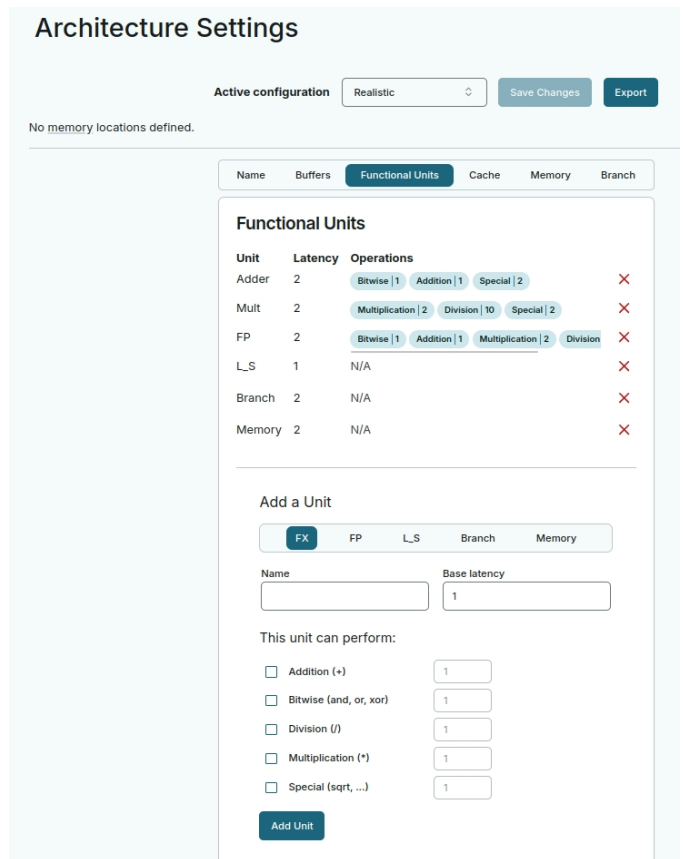 Architecture Settings
Active configuration Realistic Save Changes Export
No memory locations defined.
Name Buffers Functional Units Cache Memory Branch
Functional Units
Unit Latency Operations
Adder 2 Bitwise | 1 Addition | 1 Special | 2
Mult 2 Multiplication | 2 Division | 10 Special | 2
FP 2 Bitwise | 1 Addition | 1 Multiplication | 2 Division
L_S 1 N/A
Branch 2 N/A
Memory 2 N/A
Add a Unit
FX FP L_S Branch Memory
Name Base latency
1
This unit can perform:
Addition (+) 1
Bitwise (and, or, xor) 1
Division (/) 1
Multiplication (*) 1
Special (sqrt, ...) 1
Add Unit